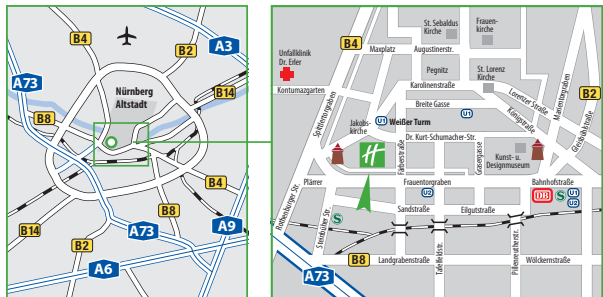 B4
B2
A3
A73
Nürnberg
Altstadt
B14
B8
B4
B8
A73
A9
B14
B2
A6
St. Sebaldus
Kirche
Frauen-
kirche
B4
Maxplatz
Augustinerstr.
Unfallklinik
Dr. Erler
Pegnitz
St. Lorenz
Kirche
Kontumazgarten
Karolinenstraße
Spittlertorgraben
Breite Gasse
Lorenzer Straße
Marientorgraben
B2
U1
Jakobs-
kirche
U1 Weißer Turm
Königstraße
Gleißbühlstraße
Dr. Kurt-Schumacher-Str.
H
Färberstraße
Grasersgasse
Kunst- u.
Designmuseum
Plärrer
Frauentorgraben
Bahnhofstraße
U2
DB
S
U1
U2
Rothenburger Str.
Steinbühler Str.
S
Sandstraße
Eilgutstraße
Tafelfeldstr.
Pillenreutherstr.
B8
Landgrabenstraße
Wölckernstraße
A73